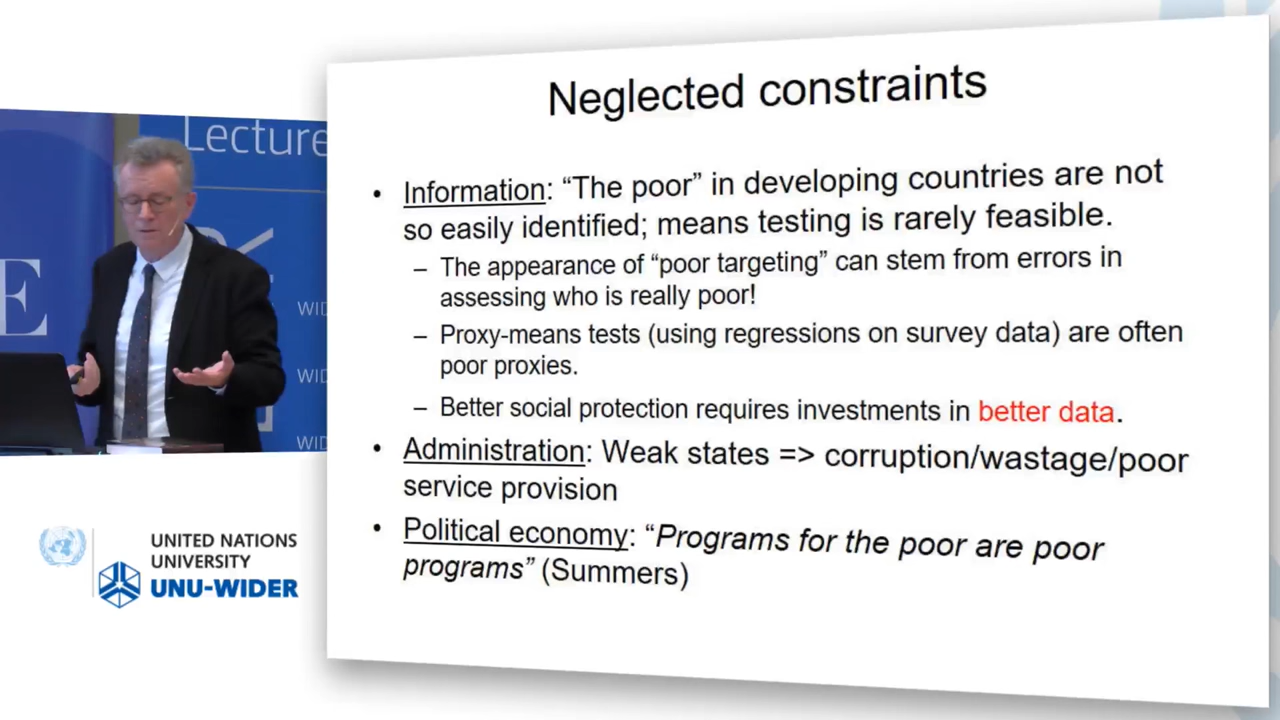 Neglected constraints
• Information: “The poor” in developing countries are not
so easily identified; means testing is rarely feasible.
– The appearance of “poor targeting” can stem from errors in
assessing who is really poor!
– Proxy-means tests (using regressions on survey data) are often
poor proxies.
– Better social protection requires investments in better data.
• Administration: Weak states => corruption/wastage/poor
service provision
• Political economy: “Programs for the poor are poor
programs” (Summers)
Lecture
E
WID
WID
WID
UNITED NATIONS
UNIVERSITY
UNU-WIDER